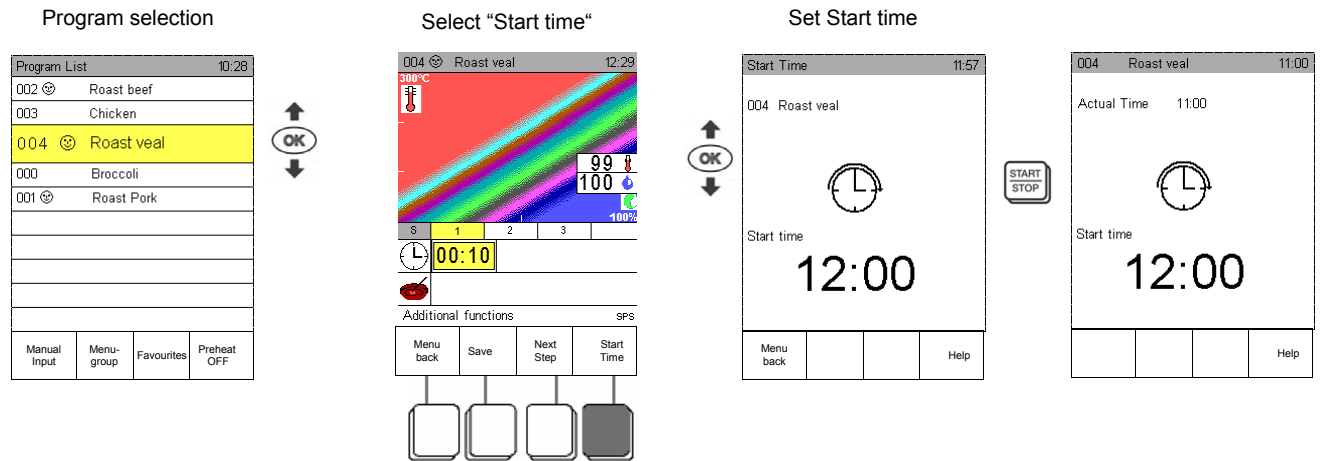 Program selection
Select “Start time“
Set Start time
Program List 10:28
002 Roast beef
003 Chicken
004 Roast veal
000 Broccoli
001 Roast Pork
Manual Input
Menu-group
Favourites
Preheat OFF
OK
004 Roast veal 12:29
300°C
99
100
100%
S 1 2 3
00:10
Additional functions SPS
Menu back
Save
Next Step
Start Time
OK
Start Time 11:57
004 Roast veal
Start time
12:00
Menu back
Help
START
STOP
004 Roast veal 11:00
Actual Time 11:00
Start time
12:00
Help